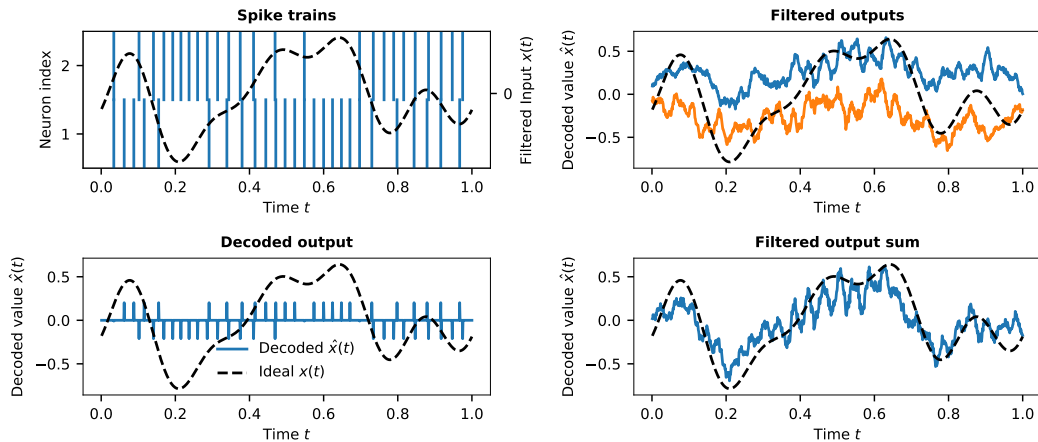 Spike trains
Neuron index
2
1
Filtered Input x(t)
0
0.0 0.2 0.4 0.6 0.8 1.0
Time t
Filtered outputs
Decoded value x̂(t)
0.5
0.0
−0.5
0.0 0.2 0.4 0.6 0.8 1.0
Time t
Decoded output
Decoded value x̂(t)
0.5
0.0
−0.5
Decoded x̂(t)
Ideal x(t)
0.0 0.2 0.4 0.6 0.8 1.0
Time t
Filtered output sum
Decoded value x̂(t)
0.5
0.0
−0.5
0.0 0.2 0.4 0.6 0.8 1.0
Time t